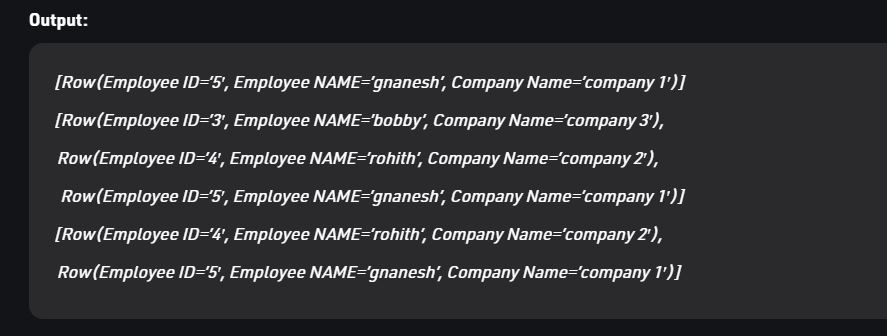 Output:
[Row(Employee ID=’5′, Employee NAME=’gnanesh’, Company Name=’company 1′)]
[Row(Employee ID=’3′, Employee NAME=’bobby’, Company Name=’company 3′),
Row(Employee ID=’4′, Employee NAME=’rohith’, Company Name=’company 2′),
Row(Employee ID=’5′, Employee NAME=’gnanesh’, Company Name=’company 1′)]
[Row(Employee ID=’4′, Employee NAME=’rohith’, Company Name=’company 2′),
Row(Employee ID=’5′, Employee NAME=’gnanesh’, Company Name=’company 1′)]